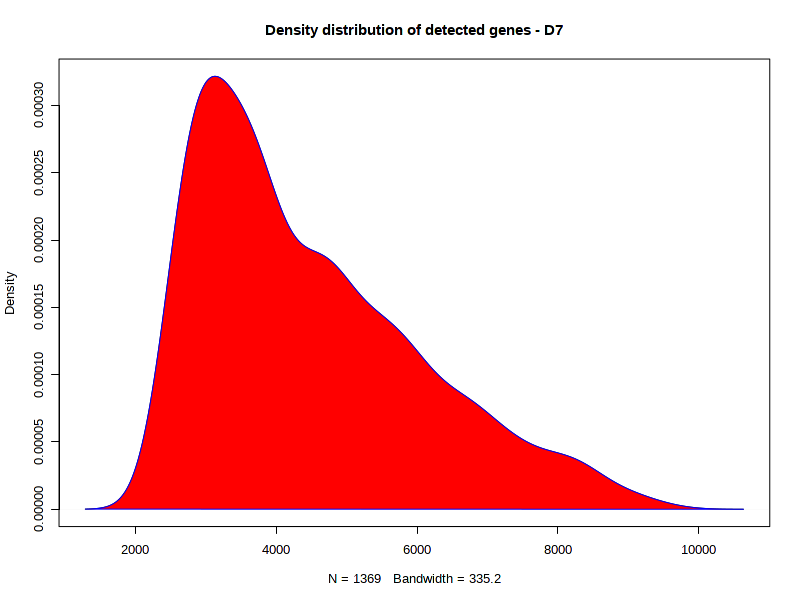 Density distribution of detected genes - D7
Density
0.00030
0.00025
0.00020
0.00015
0.00010
0.00005
0.00000
2000 4000 6000 8000 10000
N = 1369 Bandwidth = 335.2